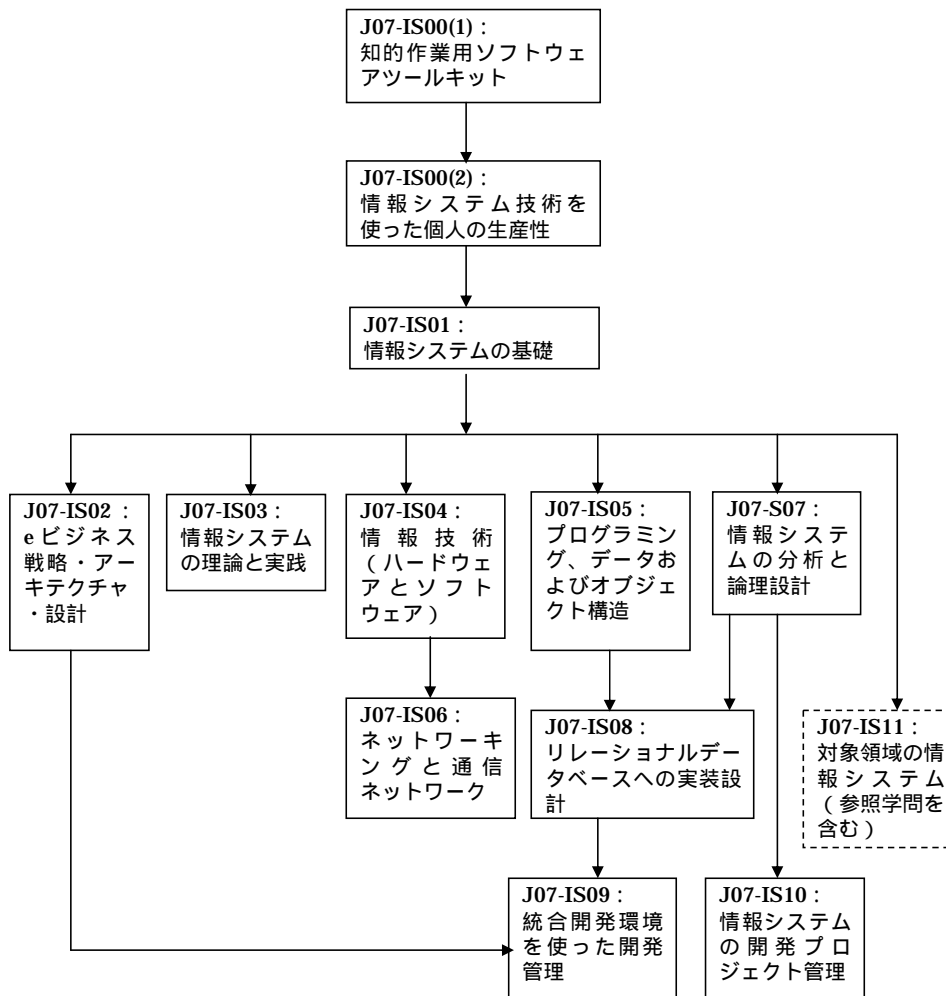 J07-IS00(1)：
知的作業用ソフトウェ
アツールキット
J07-IS00(2)：
情報システム技術を
使った個人の生産性
J07-IS01：
情報システムの基礎
J07-IS02：
eビジネス
戦略・アー
キテクチャ
・設計
J07-IS03：
情報システム
の理論と実践
J07-IS04：
情報技術
（ハードウェ
アとソフト
ウェア）
J07-IS05：
プログラミン
グ、データお
よびオブジェ
クト構造
J07-S07：
情報システ
ムの分析と
論理設計
J07-IS06：
ネットワーキ
ングと通信
ネットワーク
J07-IS08：
リレーショナルデー
タベースへの実装設
計
J07-IS11：
対象領域の情
報システム
（参照学問を
含む）
J07-IS09：
統合開発環境
を使った開発
管理
J07-IS10：
情報システム
の開発プロ
ジェクト管理